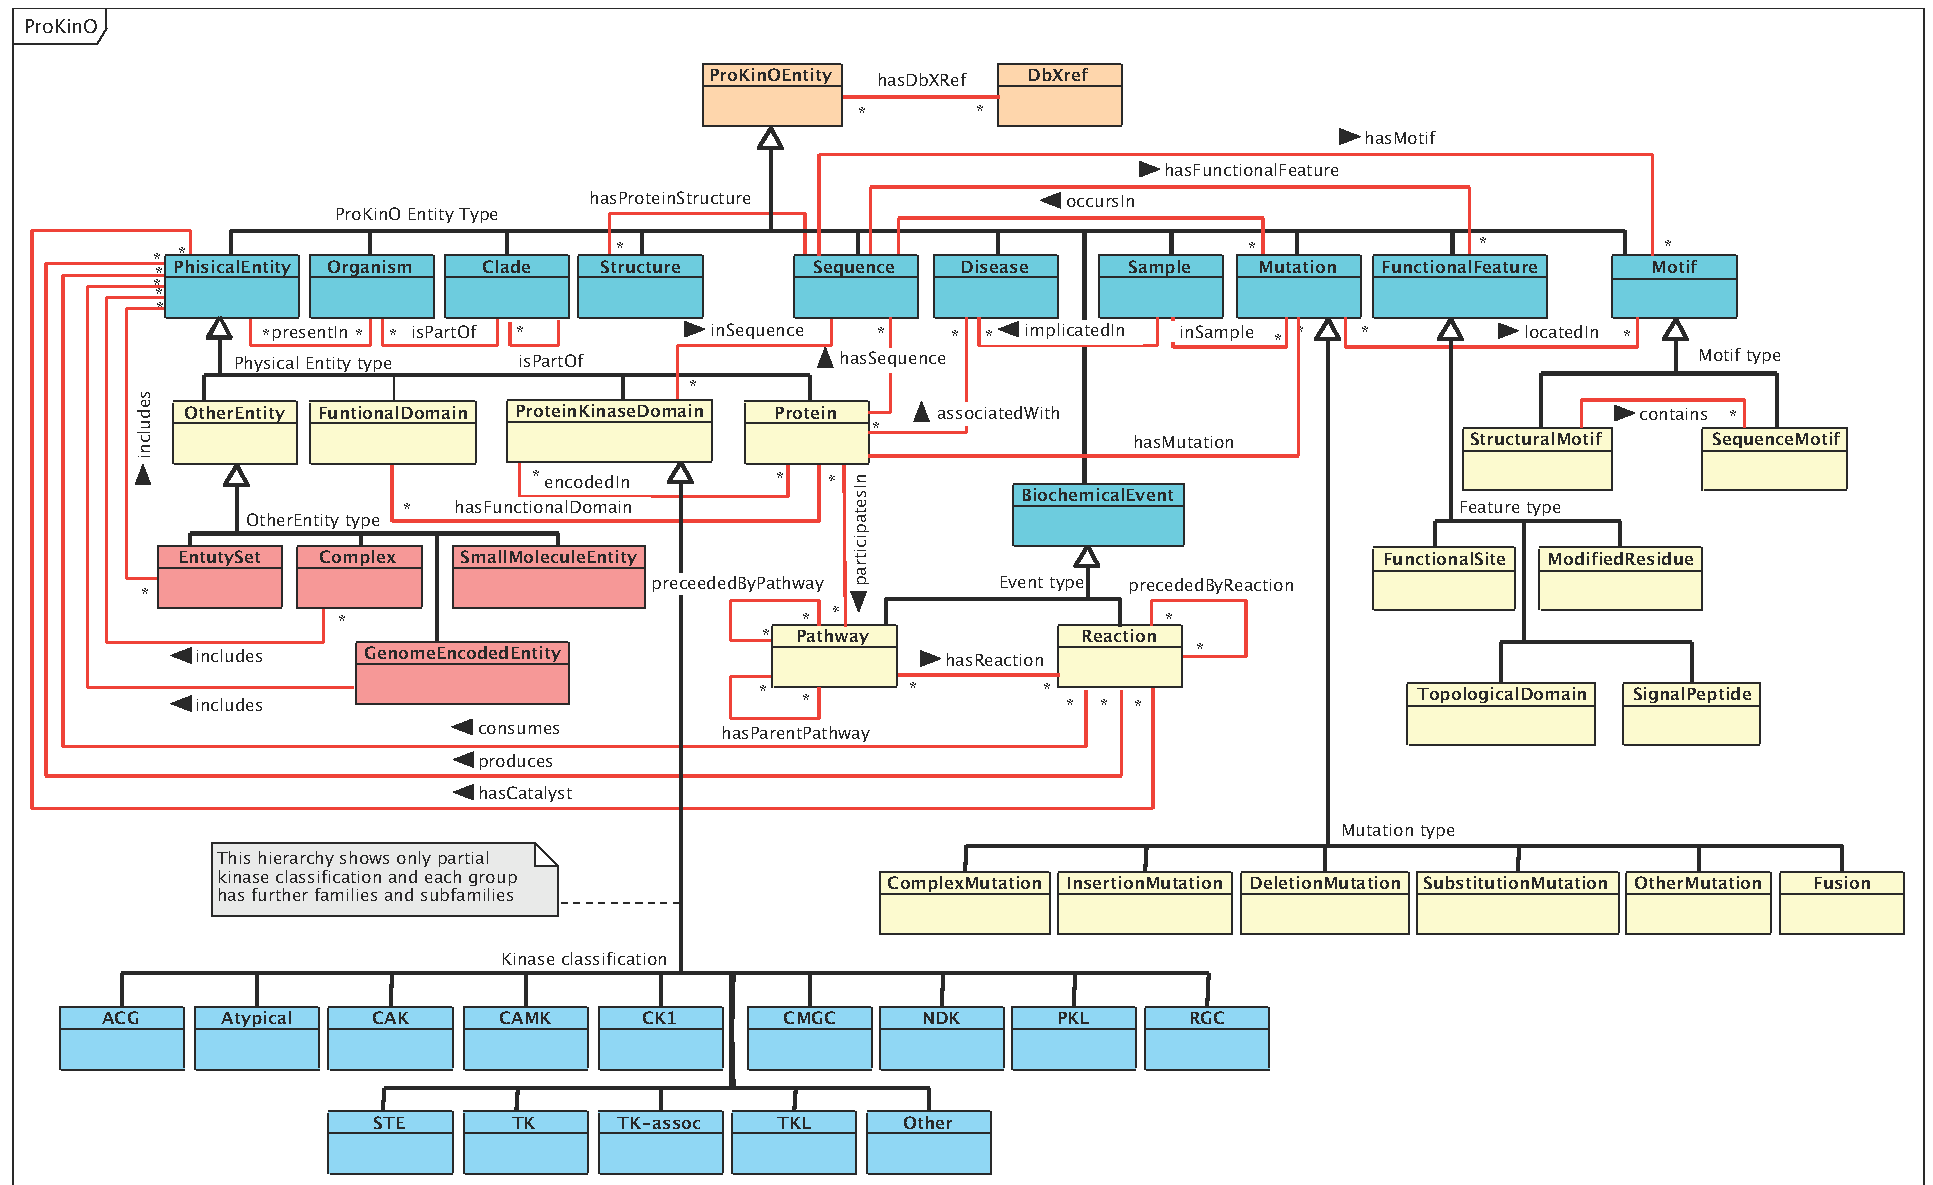 ProKinO
ProKinOEntity
hasDbXRef
DbXref
*
*
hasMotif
hasFunctionalFeature
hasProteinStructure
occursIn
ProKinO Entity Type
*
*
*
*
*
*
PhisicalEntity
Organism
Clade
Structure
Sequence
Disease
Sample
Mutation
FunctionalFeature
Motif
*
*
*
*
*
presentIn
*
*
isPartOf
*
inSequence
*
*
*
implicatedIn
inSample
*
*
*
locatedIn
*
Physical Entity type
isPartOf
hasSequence
Motif type
*
includes
OtherEntity
FuntionalDomain
ProteinKinaseDomain
Protein
*
associatedWith
contains
*
hasMutation
StructuralMotif
SequenceMotif
*
encodedIn
*
*
participatesIn
BiochemicalEvent
*
hasFunctionalDomain
Feature type
OtherEntity type
EntutySet
Complex
SmallMoleculeEntity
FunctionalSite
ModifiedResidue
preceededByPathway
Event type
precededByReaction
*
*
*
*
*
*
Pathway
Reaction
*
*
includes
GenomeEncodedEntity
hasReaction
*
*
*
*
TopologicalDomain
SignalPeptide
includes
*
*
*
consumes
hasParentPathway
produces
hasCatalyst
Mutation type
This hierarchy shows only partial
kinase classification and each group
has further families and subfamilies
ComplexMutation
InsertionMutation
DeletionMutation
SubstitutionMutation
OtherMutation
Fusion
Kinase classification
ACG
Atypical
CAK
CAMK
CK1
CMGC
NDK
PKL
RGC
STE
TK
TK-assoc
TKL
Other